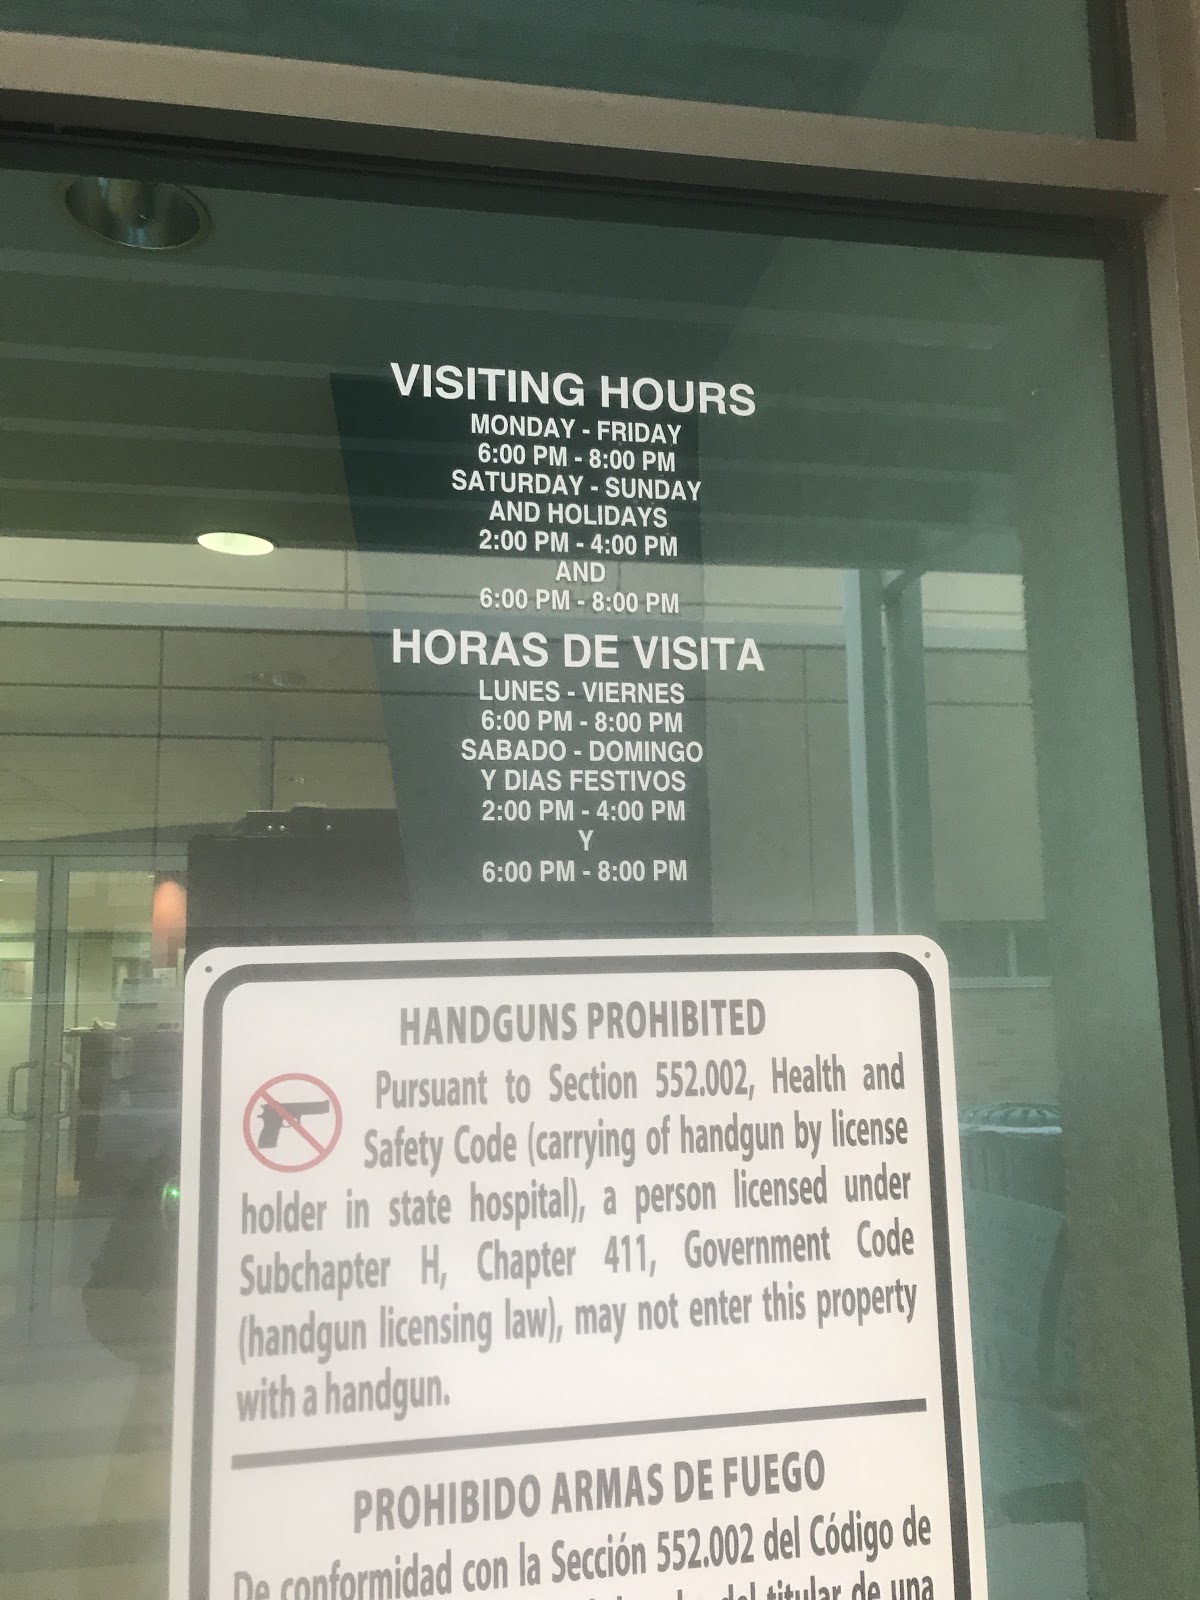 VISITING HOURS
MONDAY - FRIDAY
6:00 PM - 8:00 PM
SATURDAY - SUNDAY
AND HOLIDAYS
2:00 PM - 4:00 PM
AND
6:00 PM - 8:00 PM
HORAS DE VISITA
LUNES - VIERNES
6:00 PM - 8:00 PM
SABADO - DOMINGO
Y DIAS FESTIVOS
2:00 PM - 4:00 PM
Y
6:00 PM - 8:00 PM
HANDGUNS PROHIBITED
Pursuant to Section 552.002, Health and
Safety Code (carrying of handgun by license
holder in state hospital), a person licensed under
Subchapter H, Chapter 411, Government Code
(handgun licensing law), may not enter this property
with a handgun.
PROHIBIDO ARMAS DE FUEGO
De conformidad con la Sección 552.002 del Código de
del titular de una